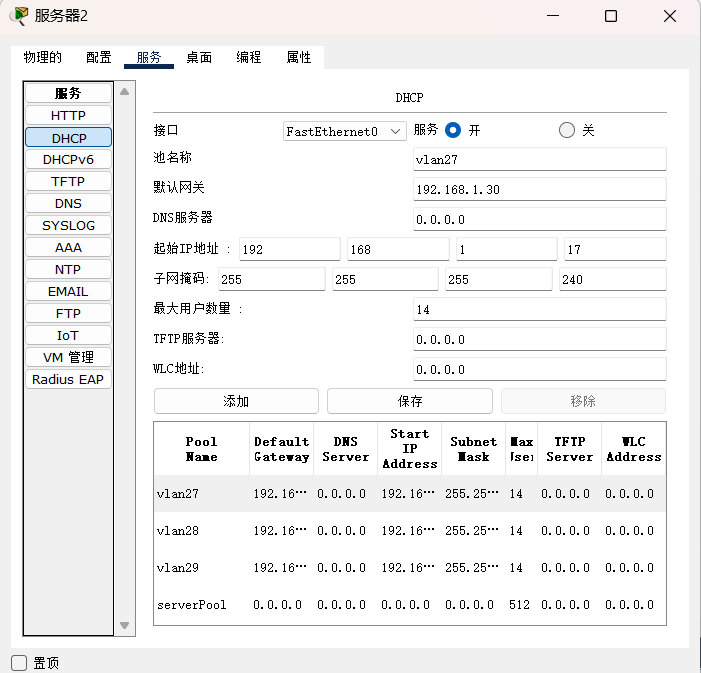 服务器2
物理的 配置 服务 桌面 编程 属性
服务
HTTP
DHCP
DHCPv6
TFTP
DNS
SYSLOG
AAA
NTP
EMAIL
FTP
IoT
VM 管理
Radius EAP
DHCP
接口 FastEthernet0 服务 开 关
池名称 vlan27
默认网关 192.168.1.30
DNS服务器 0.0.0.0
起始IP地址 : 192 168 1 17
子网掩码: 255 255 255 240
最大用户数量 : 14
TFTP服务器: 0.0.0.0
WLC地址: 0.0.0.0
添加 保存 移除
Pool Name Default Gateway DNS Server Start IP Address Subnet Mask Max User TFTP Server WLC Address
vlan27 192.16… 0.0.0.0 192.16… 255.25… 14 0.0.0.0 0.0.0.0
vlan28 192.16… 0.0.0.0 192.16… 255.25… 14 0.0.0.0 0.0.0.0
vlan29 192.16… 0.0.0.0 192.16… 255.25… 14 0.0.0.0 0.0.0.0
serverPool 0.0.0.0 0.0.0.0 0.0.0.0 0.0.0.0 512 0.0.0.0 0.0.0.0
置顶